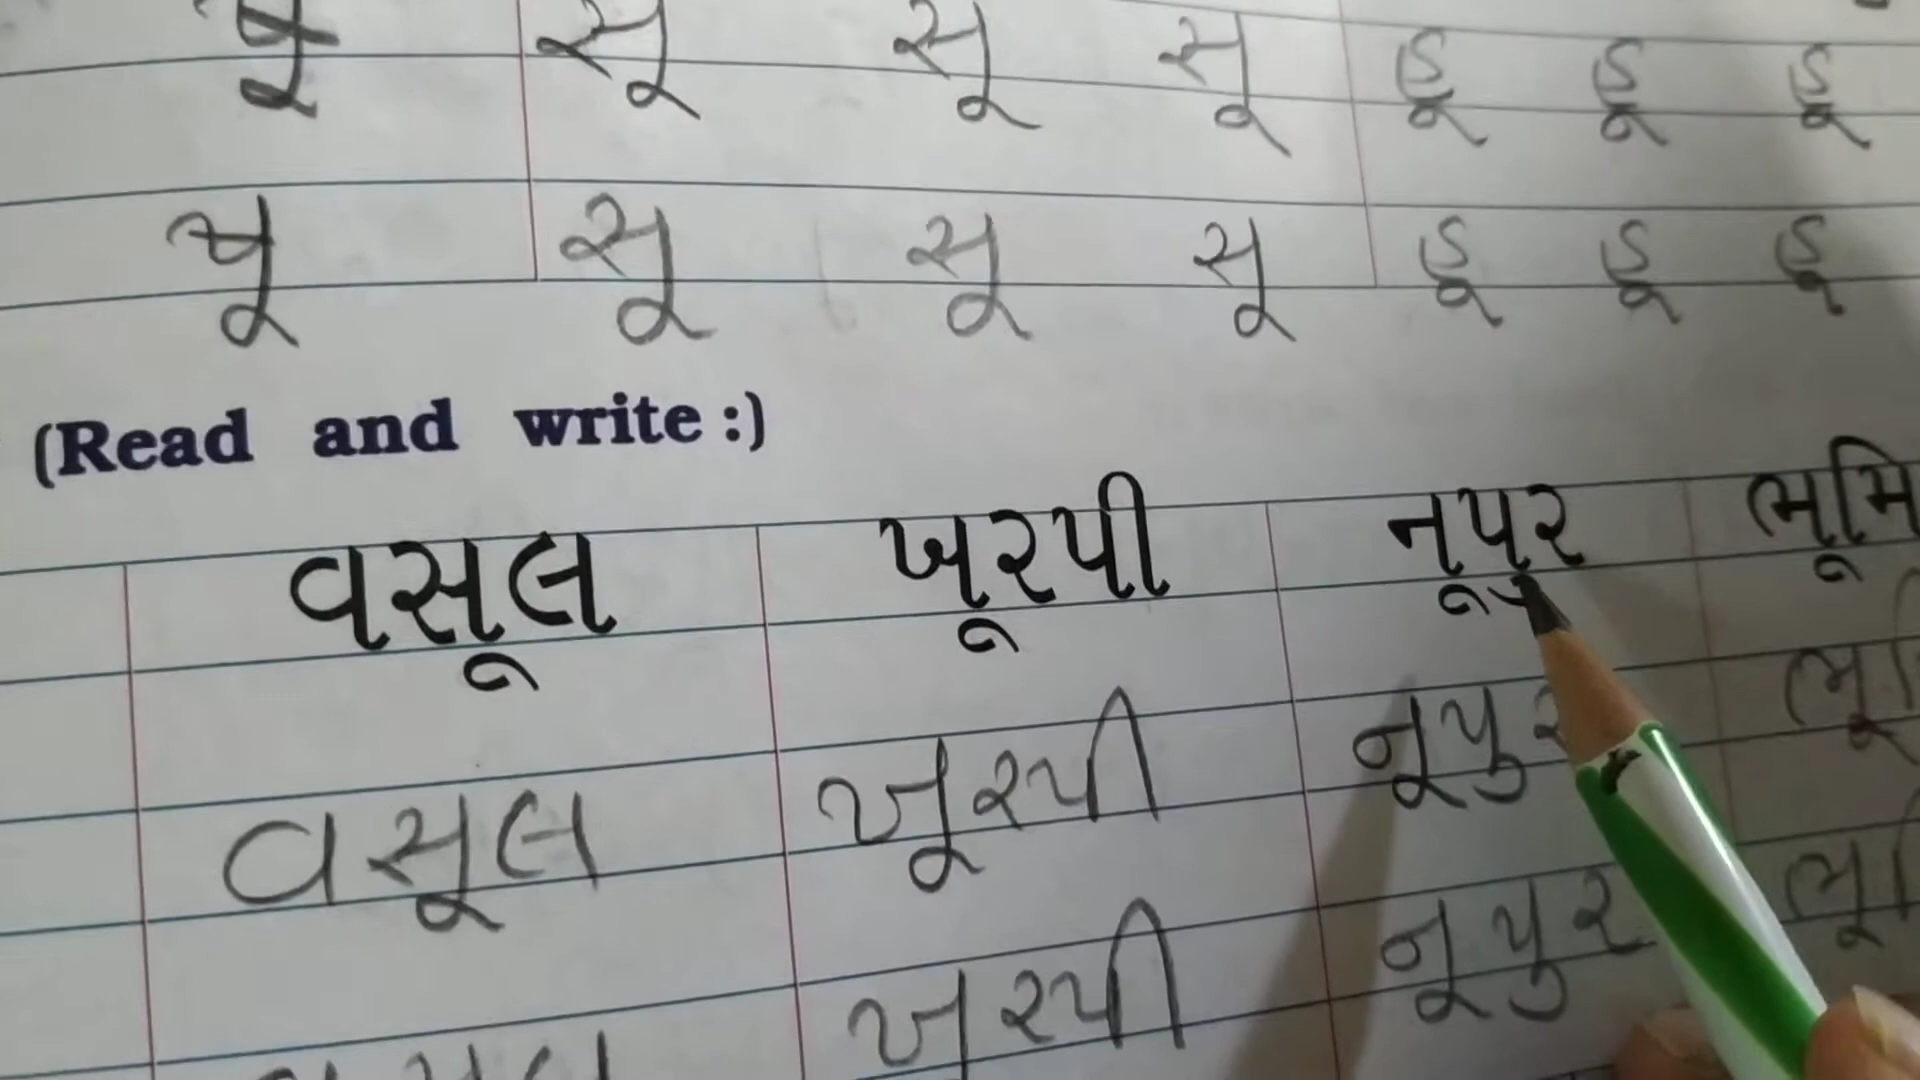 સૂ સૂ સૂ ડૂ ડૂ ડૂ
પૂ સૂ સૂ સૂ ડૂ ડૂ ડૂ
(Read and write :)
વસૂલ ખૂરપી નૂપુર ભૂમિ
વસૂલ ખૂરપી નૂપુર
ખૂરપી નૂપુર